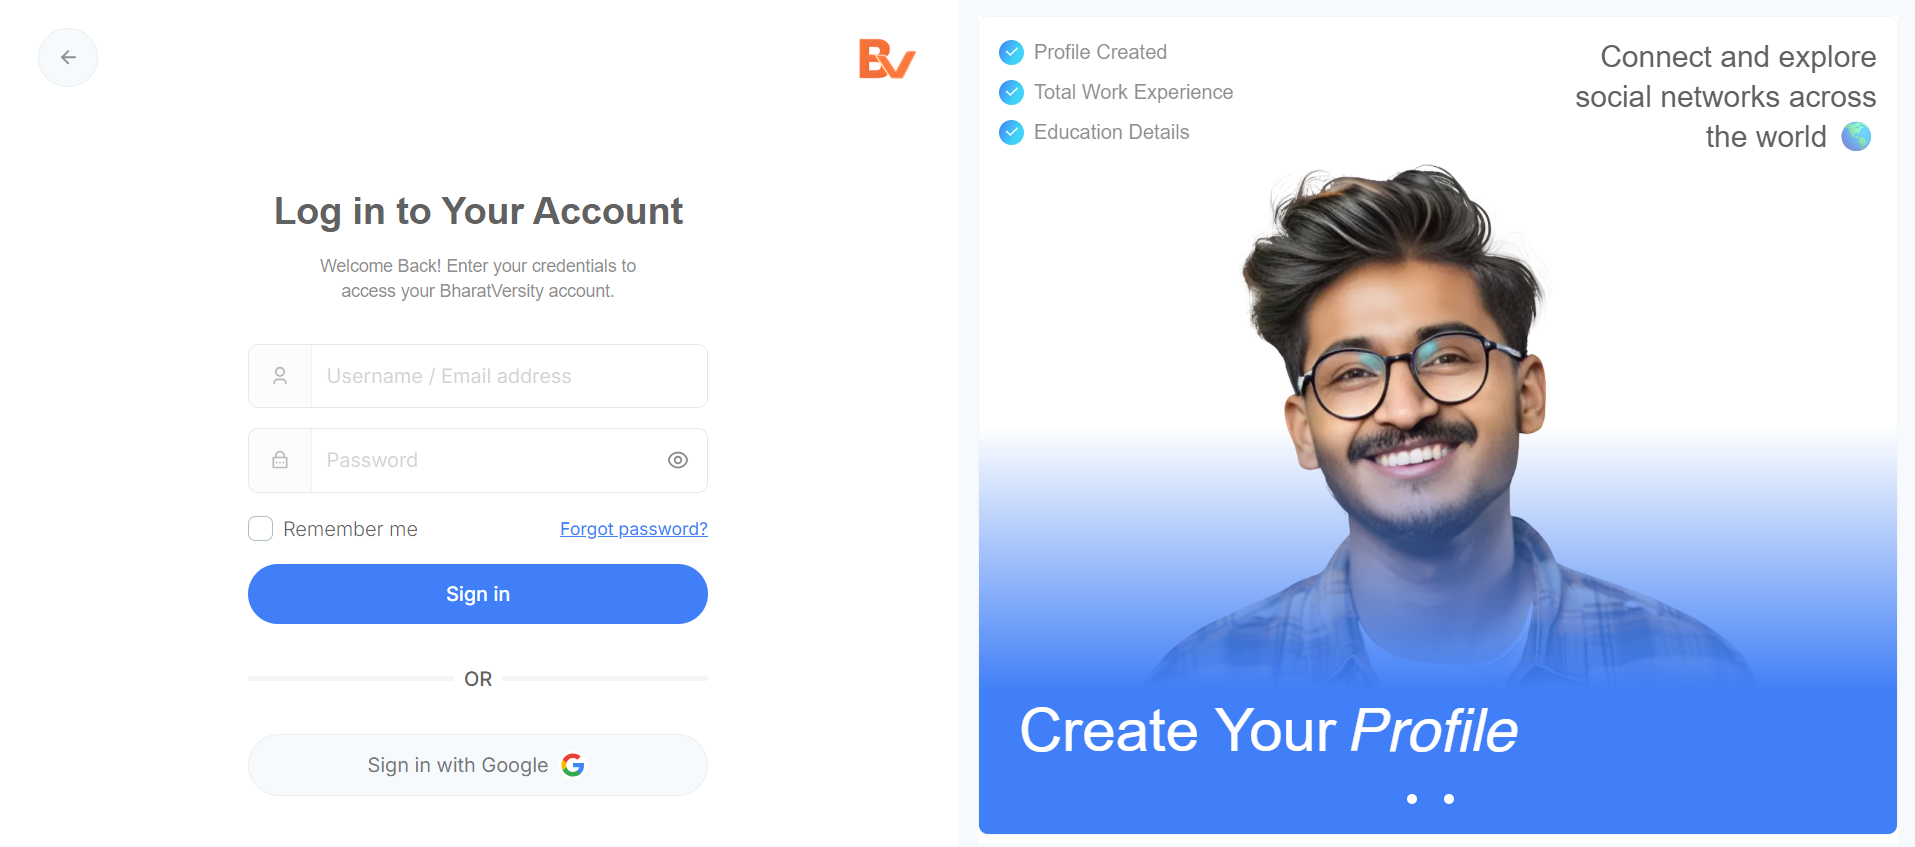 BV
Log in to Your Account
Welcome Back! Enter your credentials to
access your BharatVersity account.
Username / Email address
Password
Remember me
Forgot password?
Sign in
OR
Sign in with Google
Profile Created
Total Work Experience
Education Details
Connect and explore
social networks across
the world
Create Your Profile